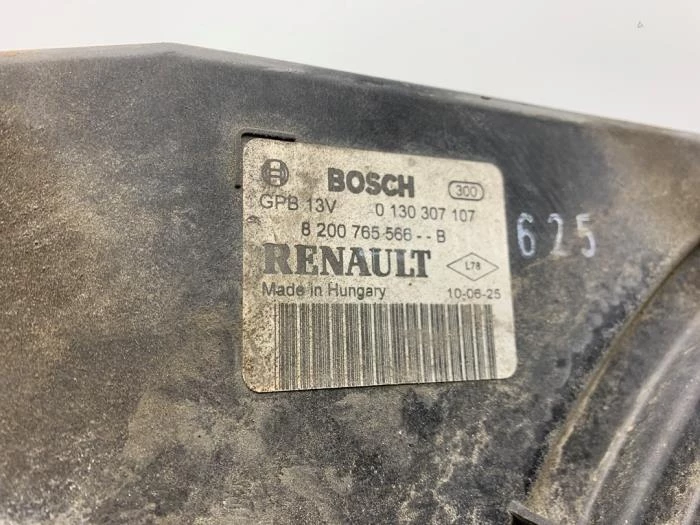 BOSCH 300
GPB 13V 0 130 307 107
8 200 765 566 - - B
RENAULT L78
Made in Hungary 10-06-25
625